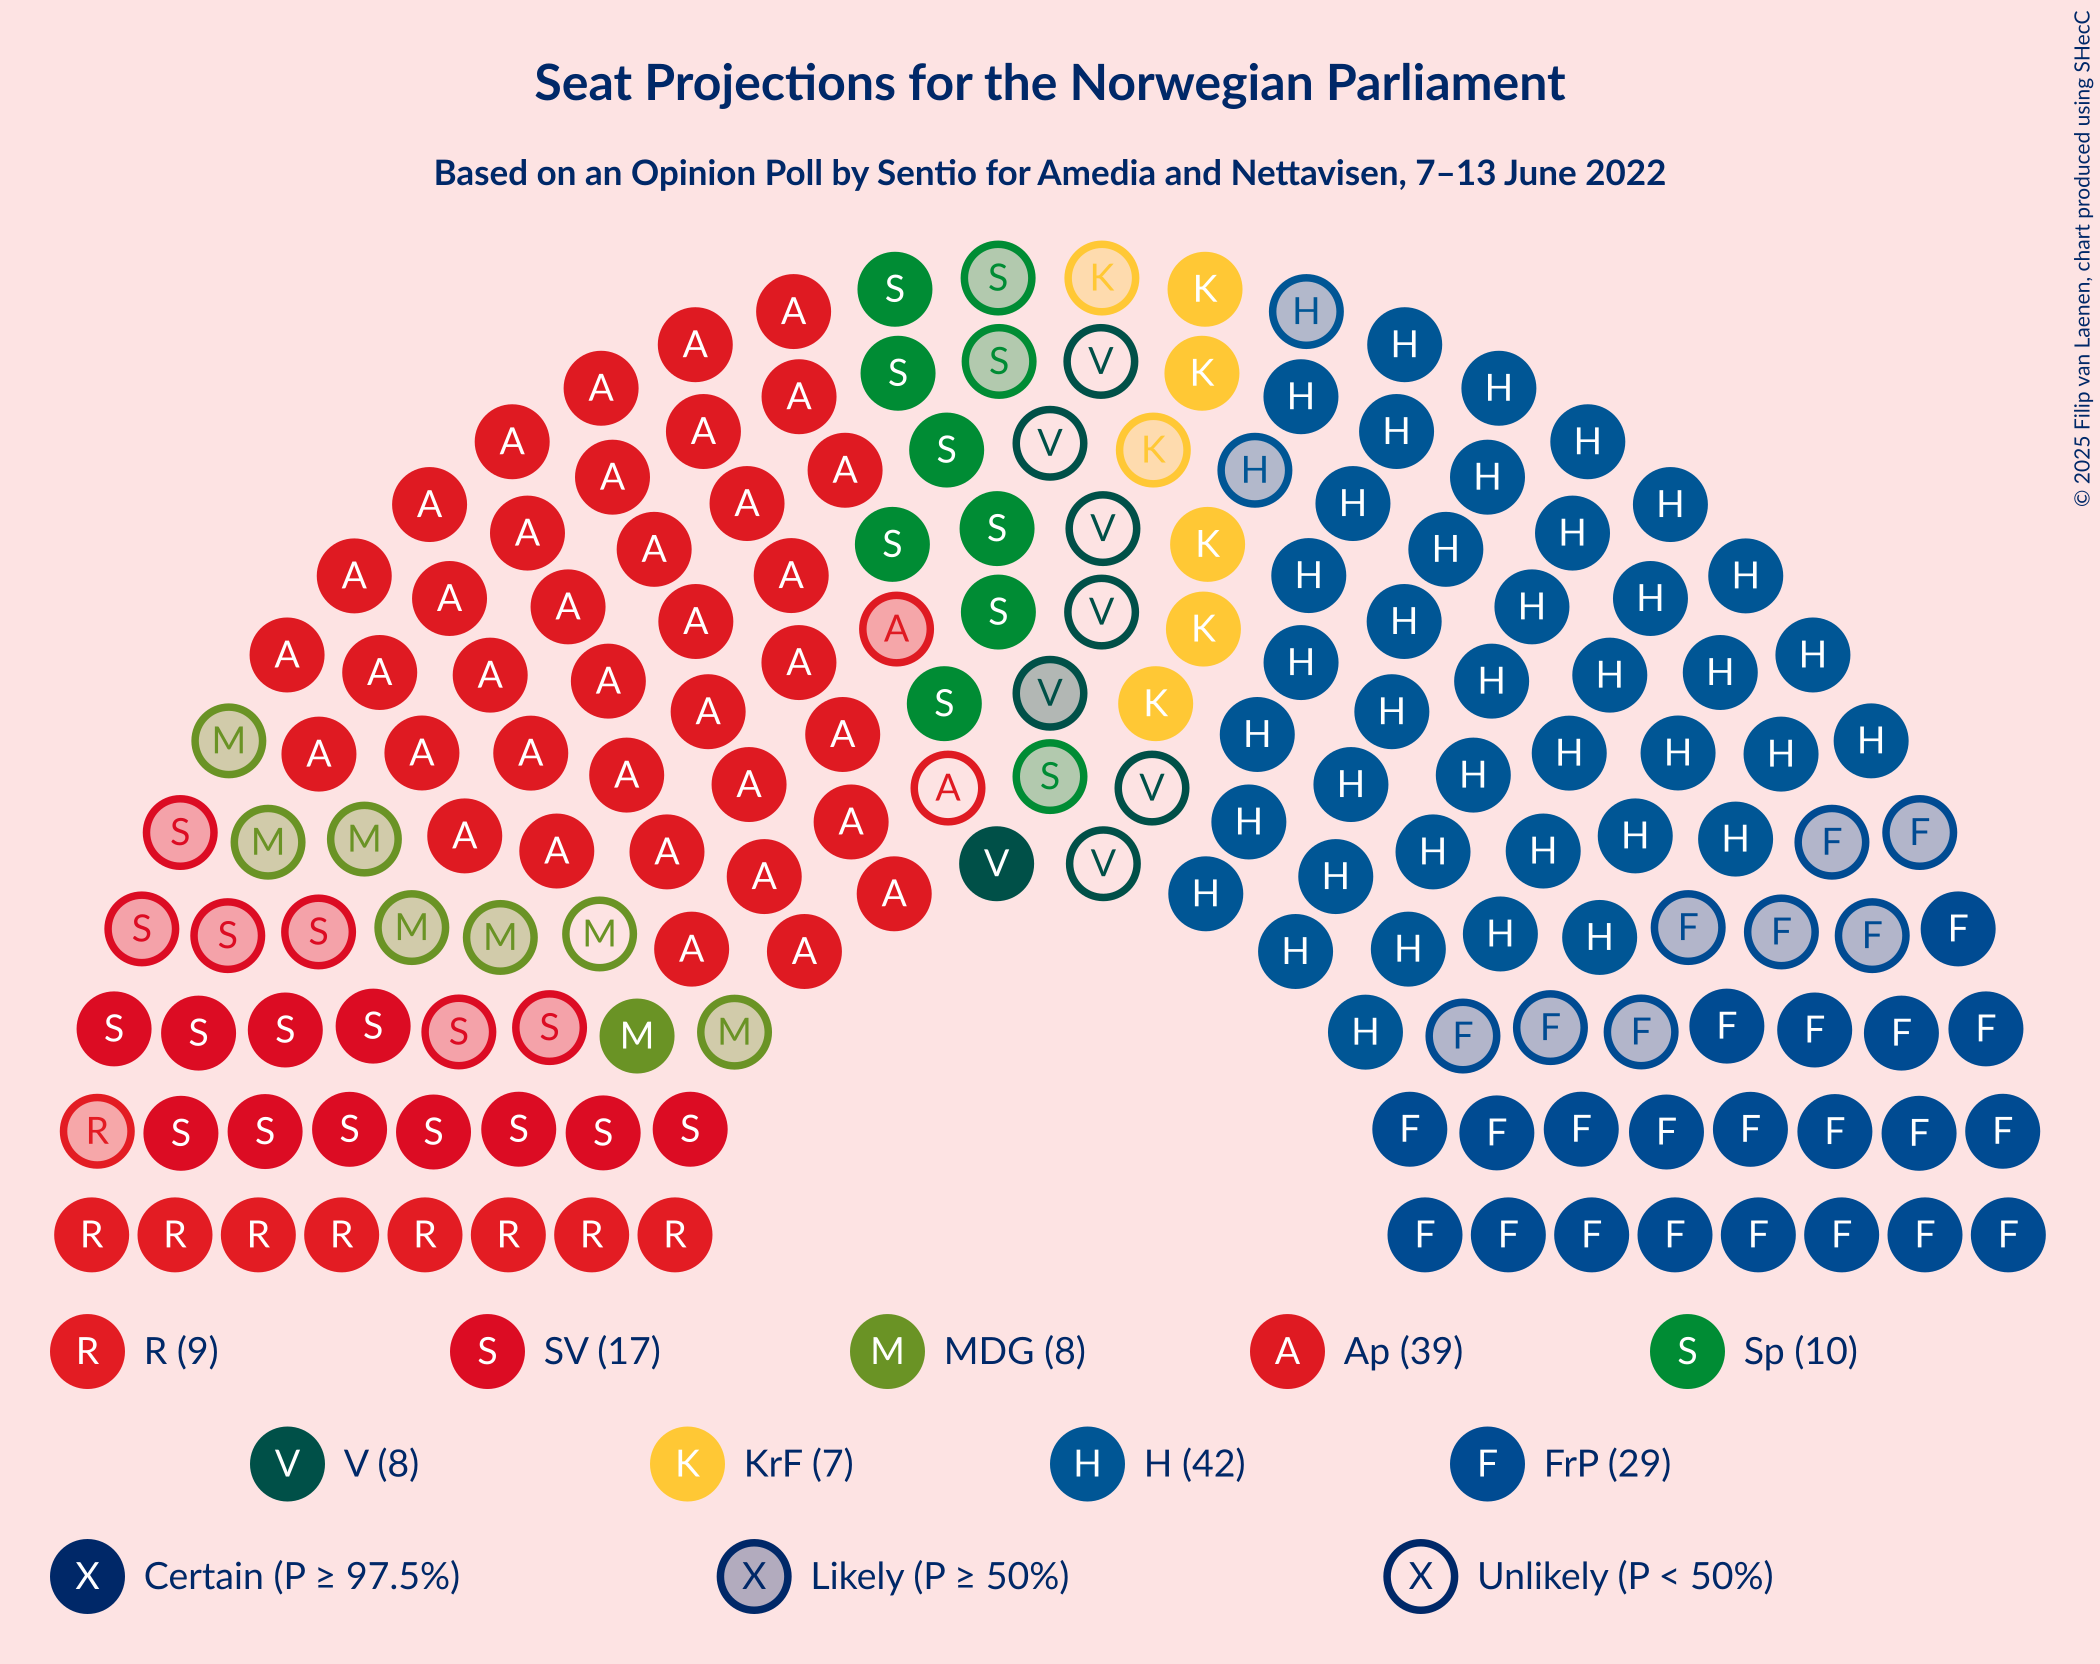 Seat Projections for the Norwegian Parliament
Based on an Opinion Poll by Sentio for Amedia and Nettavisen, 7–13 June 2022
© 2025 Filip van Laenen, chart produced using SHecC
S S K K H
A H
A S S V K H H
A A H H
A A S V K H H H
A A A H H H
A A A S S V K H H H
A A A H H H
A A A A S V K H H H H
A A A A S V K H H H H
M A A A A A H H H H H
A A A A S H H H H
S M M A A A A A V V V H H H H H H F F
S S S M M M A A A H H H H F F F F
S S S S S S M M H F F F F F F F
R S S S S S S S F F F F F F F F
R R R R R R R R F F F F F F F F
R R (9) S SV (17) M MDG (8) A Ap (39) S Sp (10)
V V (8) K KrF (7) H H (42) F FrP (29)
X Certain (P ≥ 97.5%) X Likely (P ≥ 50%) X Unlikely (P < 50%)